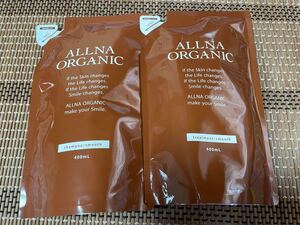 ALLNA
ORGANIC
If the Skin changes,
the Life changes.
If the Life changes,
Smile changes.
ALLNA ORGANIC
make your Smile.
shampoo:smooth
400mL
ALLNA
ORGANIC
If the Skin changes,
the Life changes.
If the Life changes,
Smile changes.
ALLNA ORGANIC
make your Smile.
treatment:smooth
400mL